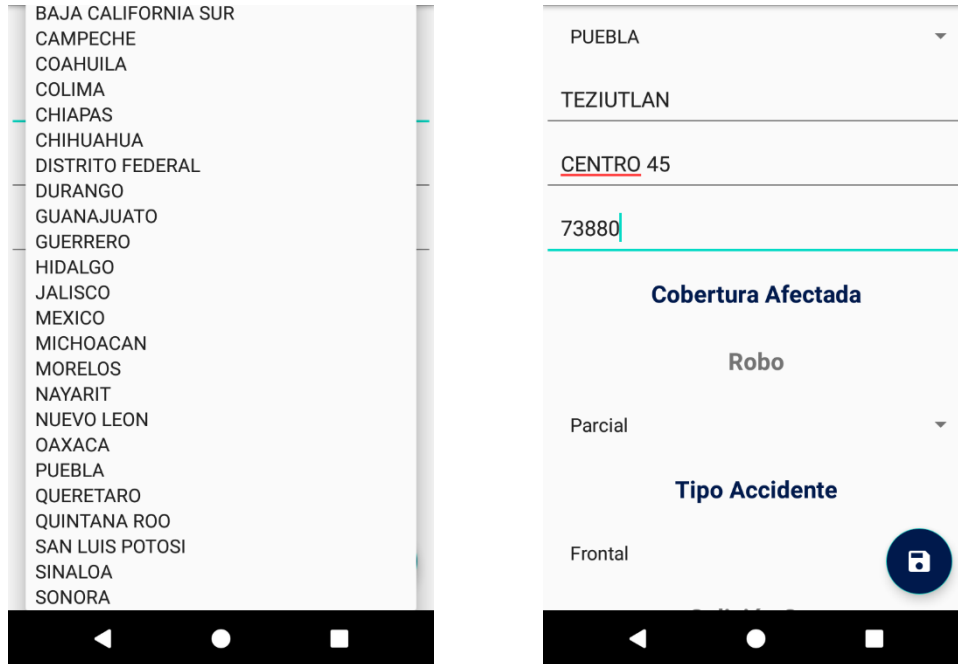 BAJA CALIFORNIA SUR
CAMPECHE
COAHUILA
COLIMA
CHIAPAS
CHIHUAHUA
DISTRITO FEDERAL
DURANGO
GUANAJUATO
GUERRERO
HIDALGO
JALISCO
MEXICO
MICHOACAN
MORELOS
NAYARIT
NUEVO LEON
OAXACA
PUEBLA
QUERETARO
QUINTANA ROO
SAN LUIS POTOSI
SINALOA
SONORA
PUEBLA
TEZIUTLAN
CENTRO 45
73880
Cobertura Afectada
Robo
Parcial
Tipo Accidente
Frontal